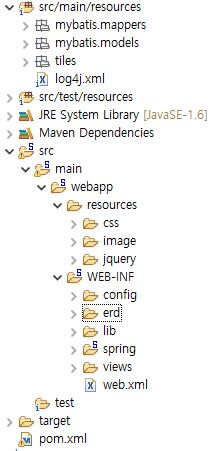 src/main/resources
mybatis.mappers
mybatis.models
tiles
log4j.xml
src/test/resources
JRE System Library [JavaSE-1.6]
Maven Dependencies
src
main
webapp
resources
css
image
jquery
WEB-INF
config
erd
lib
spring
views
web.xml
test
target
pom.xml